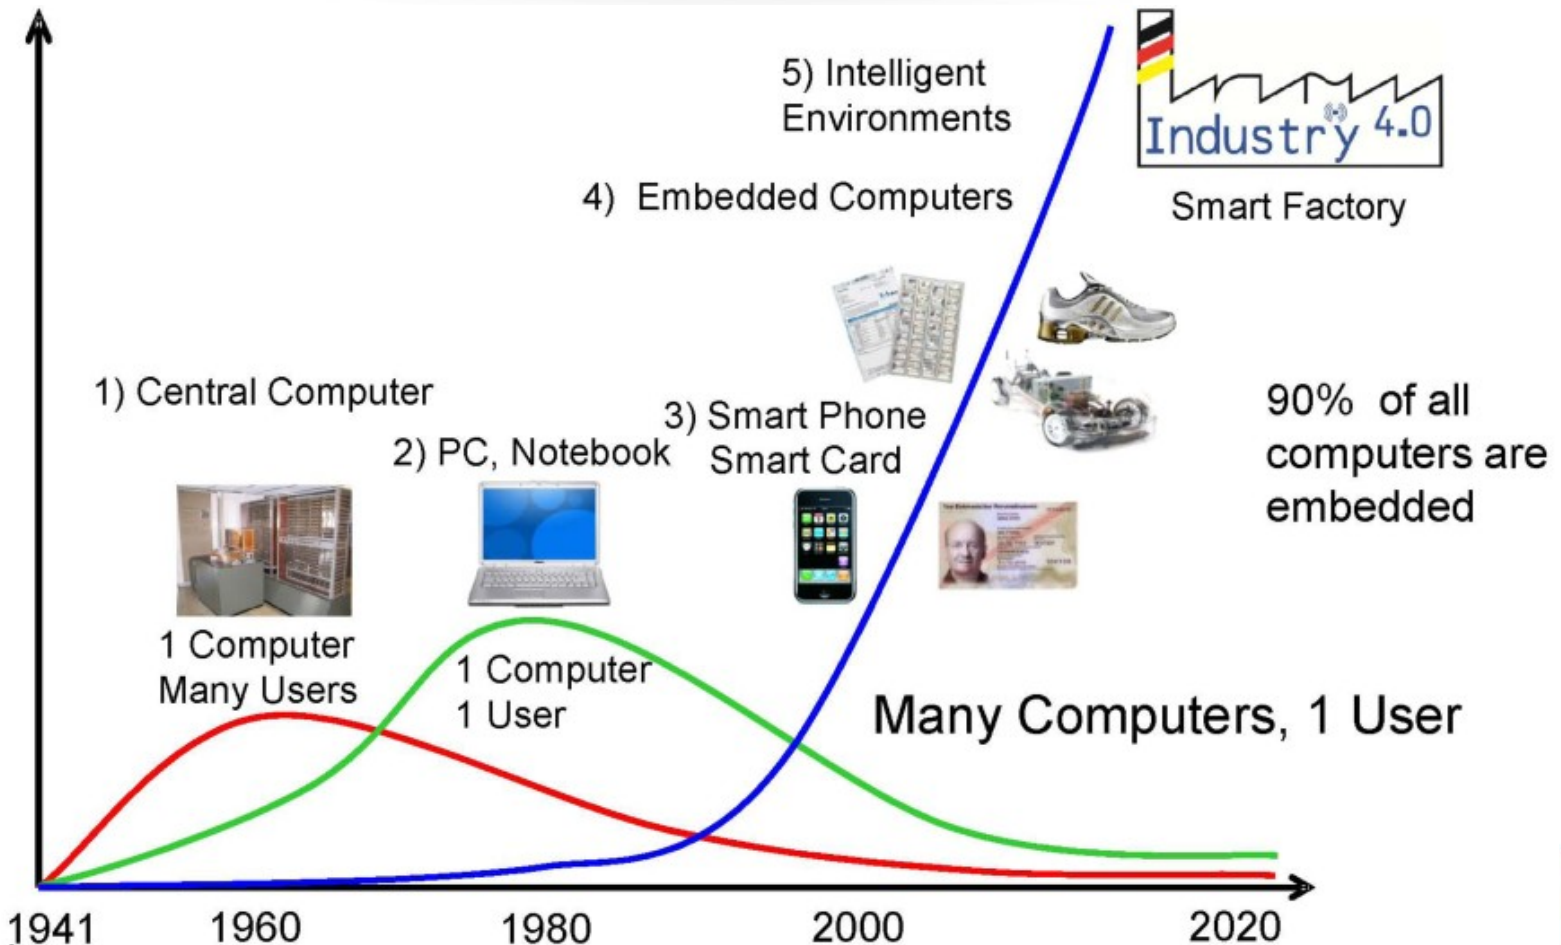 5) Intelligent
Environments
Industry 4.0
4) Embedded Computers
Smart Factory
1) Central Computer
3) Smart Phone
Smart Card
2) PC, Notebook
90% of all
computers are
embedded
1 Computer
Many Users
1 Computer
1 User
Many Computers, 1 User
1941
1960
1980
2000
2020